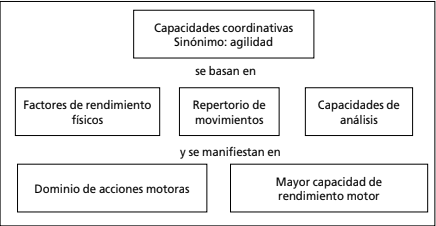 Capacidades coordinativas
Sinónimo: agilidad
se basan en
Factores de rendimiento
físicos
Repertorio de
movimientos
Capacidades de
análisis
y se manifiestan en
Dominio de acciones motoras
Mayor capacidad de
rendimiento motor